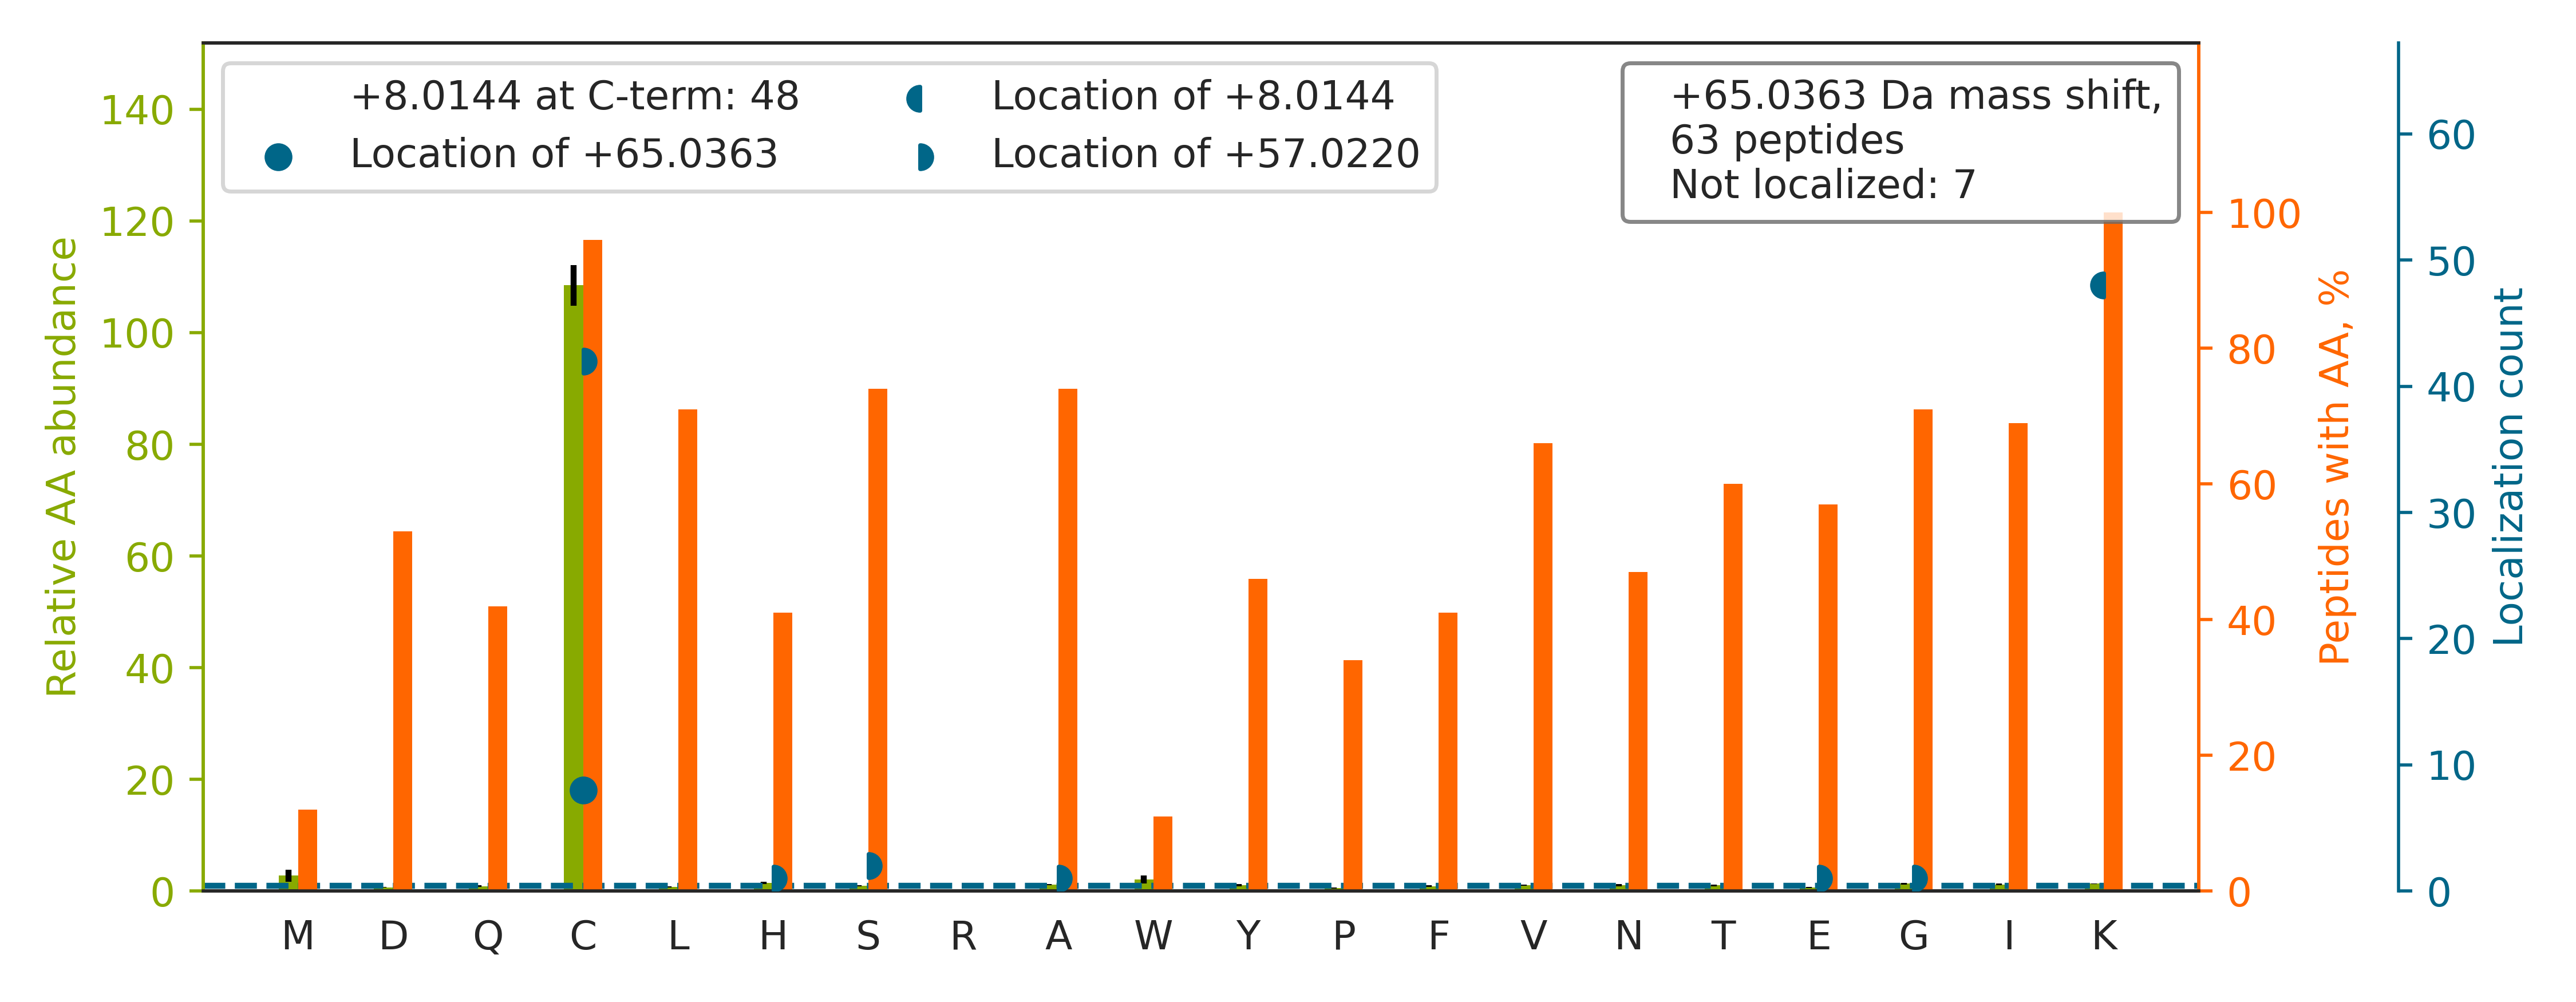 +8.0144 at C-term: 48
Location of +65.0363
Location of +8.0144
Location of +57.0220
+65.0363 Da mass shift,
63 peptides
Not localized: 7
Relative AA abundance
140
120
100
80
60
40
20
0
M D Q C L H S R A W Y P F V N T E G I K
100
80
60
40
20
0
Peptides with AA, %
60
50
40
30
20
10
0
Localization count